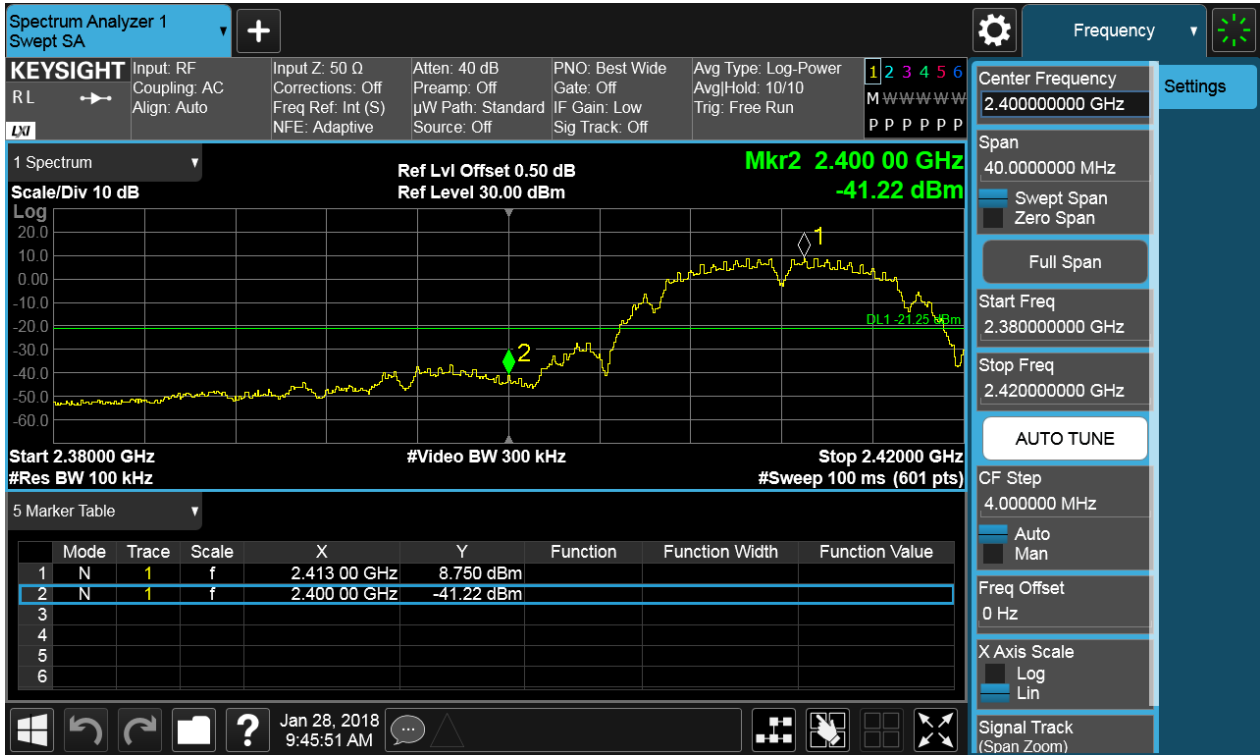 Spectrum Analyzer 1
Swept SA
+
Frequency
KEYSIGHT
R L
LXI
Input: RF
Coupling: AC
Align: Auto
Input Z: 50 Ω
Corrections: Off
Freq Ref: Int (S)
NFE: Adaptive
Atten: 40 dB
Preamp: Off
µW Path: Standard
Source: Off
PNO: Best Wide
Gate: Off
IF Gain: Low
Sig Track: Off
Avg Type: Log-Power
Avg|Hold: 10/10
Trig: Free Run
1 2 3 4 5 6
M W W W W W
P P P P P P
1 Spectrum
Scale/Div 10 dB
Ref Lvl Offset 0.50 dB
Ref Level 30.00 dBm
Mkr2 2.400 00 GHz
-41.22 dBm
Log
20.0
10.0
0.00
-10.0
-20.0
-30.0
-40.0
-50.0
-60.0
1
2
DL1 -21.25 dBm
Start 2.38000 GHz
#Video BW 300 kHz
Stop 2.42000 GHz
#Res BW 100 kHz
#Sweep 100 ms (601 pts)
5 Marker Table
Mode Trace Scale X Y Function Function Width Function Value
1 N 1 f 2.413 00 GHz 8.750 dBm
2 N 1 f 2.400 00 GHz -41.22 dBm
3
4
5
6
Center Frequency
2.400000000 GHz
Span
40.0000000 MHz
Swept Span
Zero Span
Full Span
Start Freq
2.380000000 GHz
Stop Freq
2.420000000 GHz
AUTO TUNE
CF Step
4.000000 MHz
Auto
Man
Freq Offset
0 Hz
X Axis Scale
Log
Lin
Signal Track
(Span Zoom)
Settings
?
Jan 28, 2018
9:45:51 AM